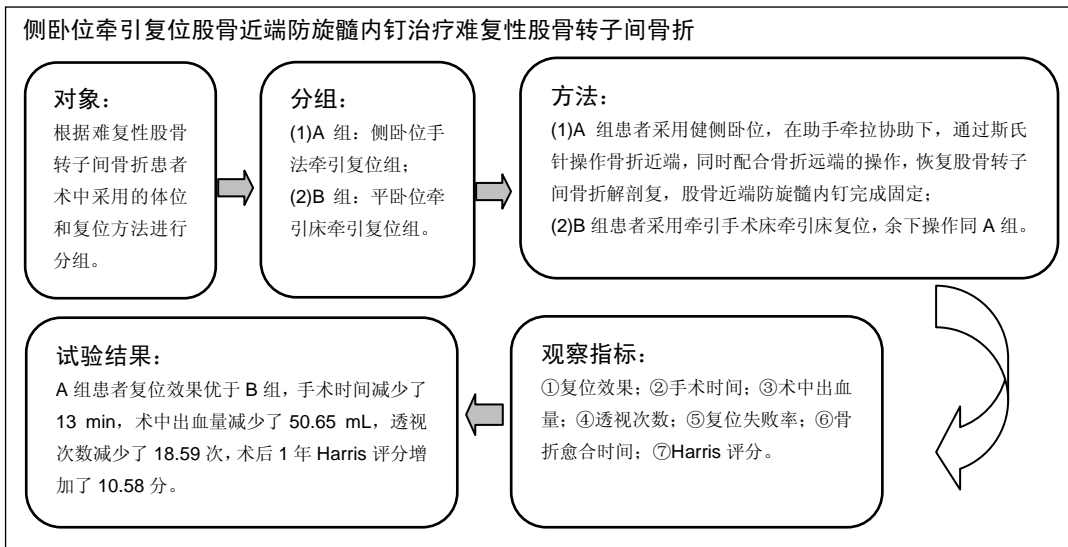 侧卧位牵引复位股骨近端防旋髓内钉治疗难复性股骨转子间骨折
对象：
根据难复性股骨
转子间骨折患者
术中采用的体位
和复位方法进行
分组。
分组：
(1)A 组：侧卧位手
法牵引复位组；
(2)B 组：平卧位牵
引床牵引复位组。
方法：
(1)A 组患者采用健侧卧位，在助手牵拉协助下，通过斯氏
针操作骨折近端，同时配合骨折远端的操作，恢复股骨转子
间骨折解剖复，股骨近端防旋髓内钉完成固定；
(2)B 组患者采用牵引手术床牵引床复位，余下操作同 A 组。
观察指标：
①复位效果；②手术时间；③术中出血
量；④透视次数；⑤复位失败率；⑥骨
折愈合时间；⑦Harris 评分。
试验结果：
A 组患者复位效果优于 B 组，手术时间减少了
13 min，术中出血量减少了 50.65 mL，透视
次数减少了 18.59 次，术后 1 年 Harris 评分增
加了 10.58 分。